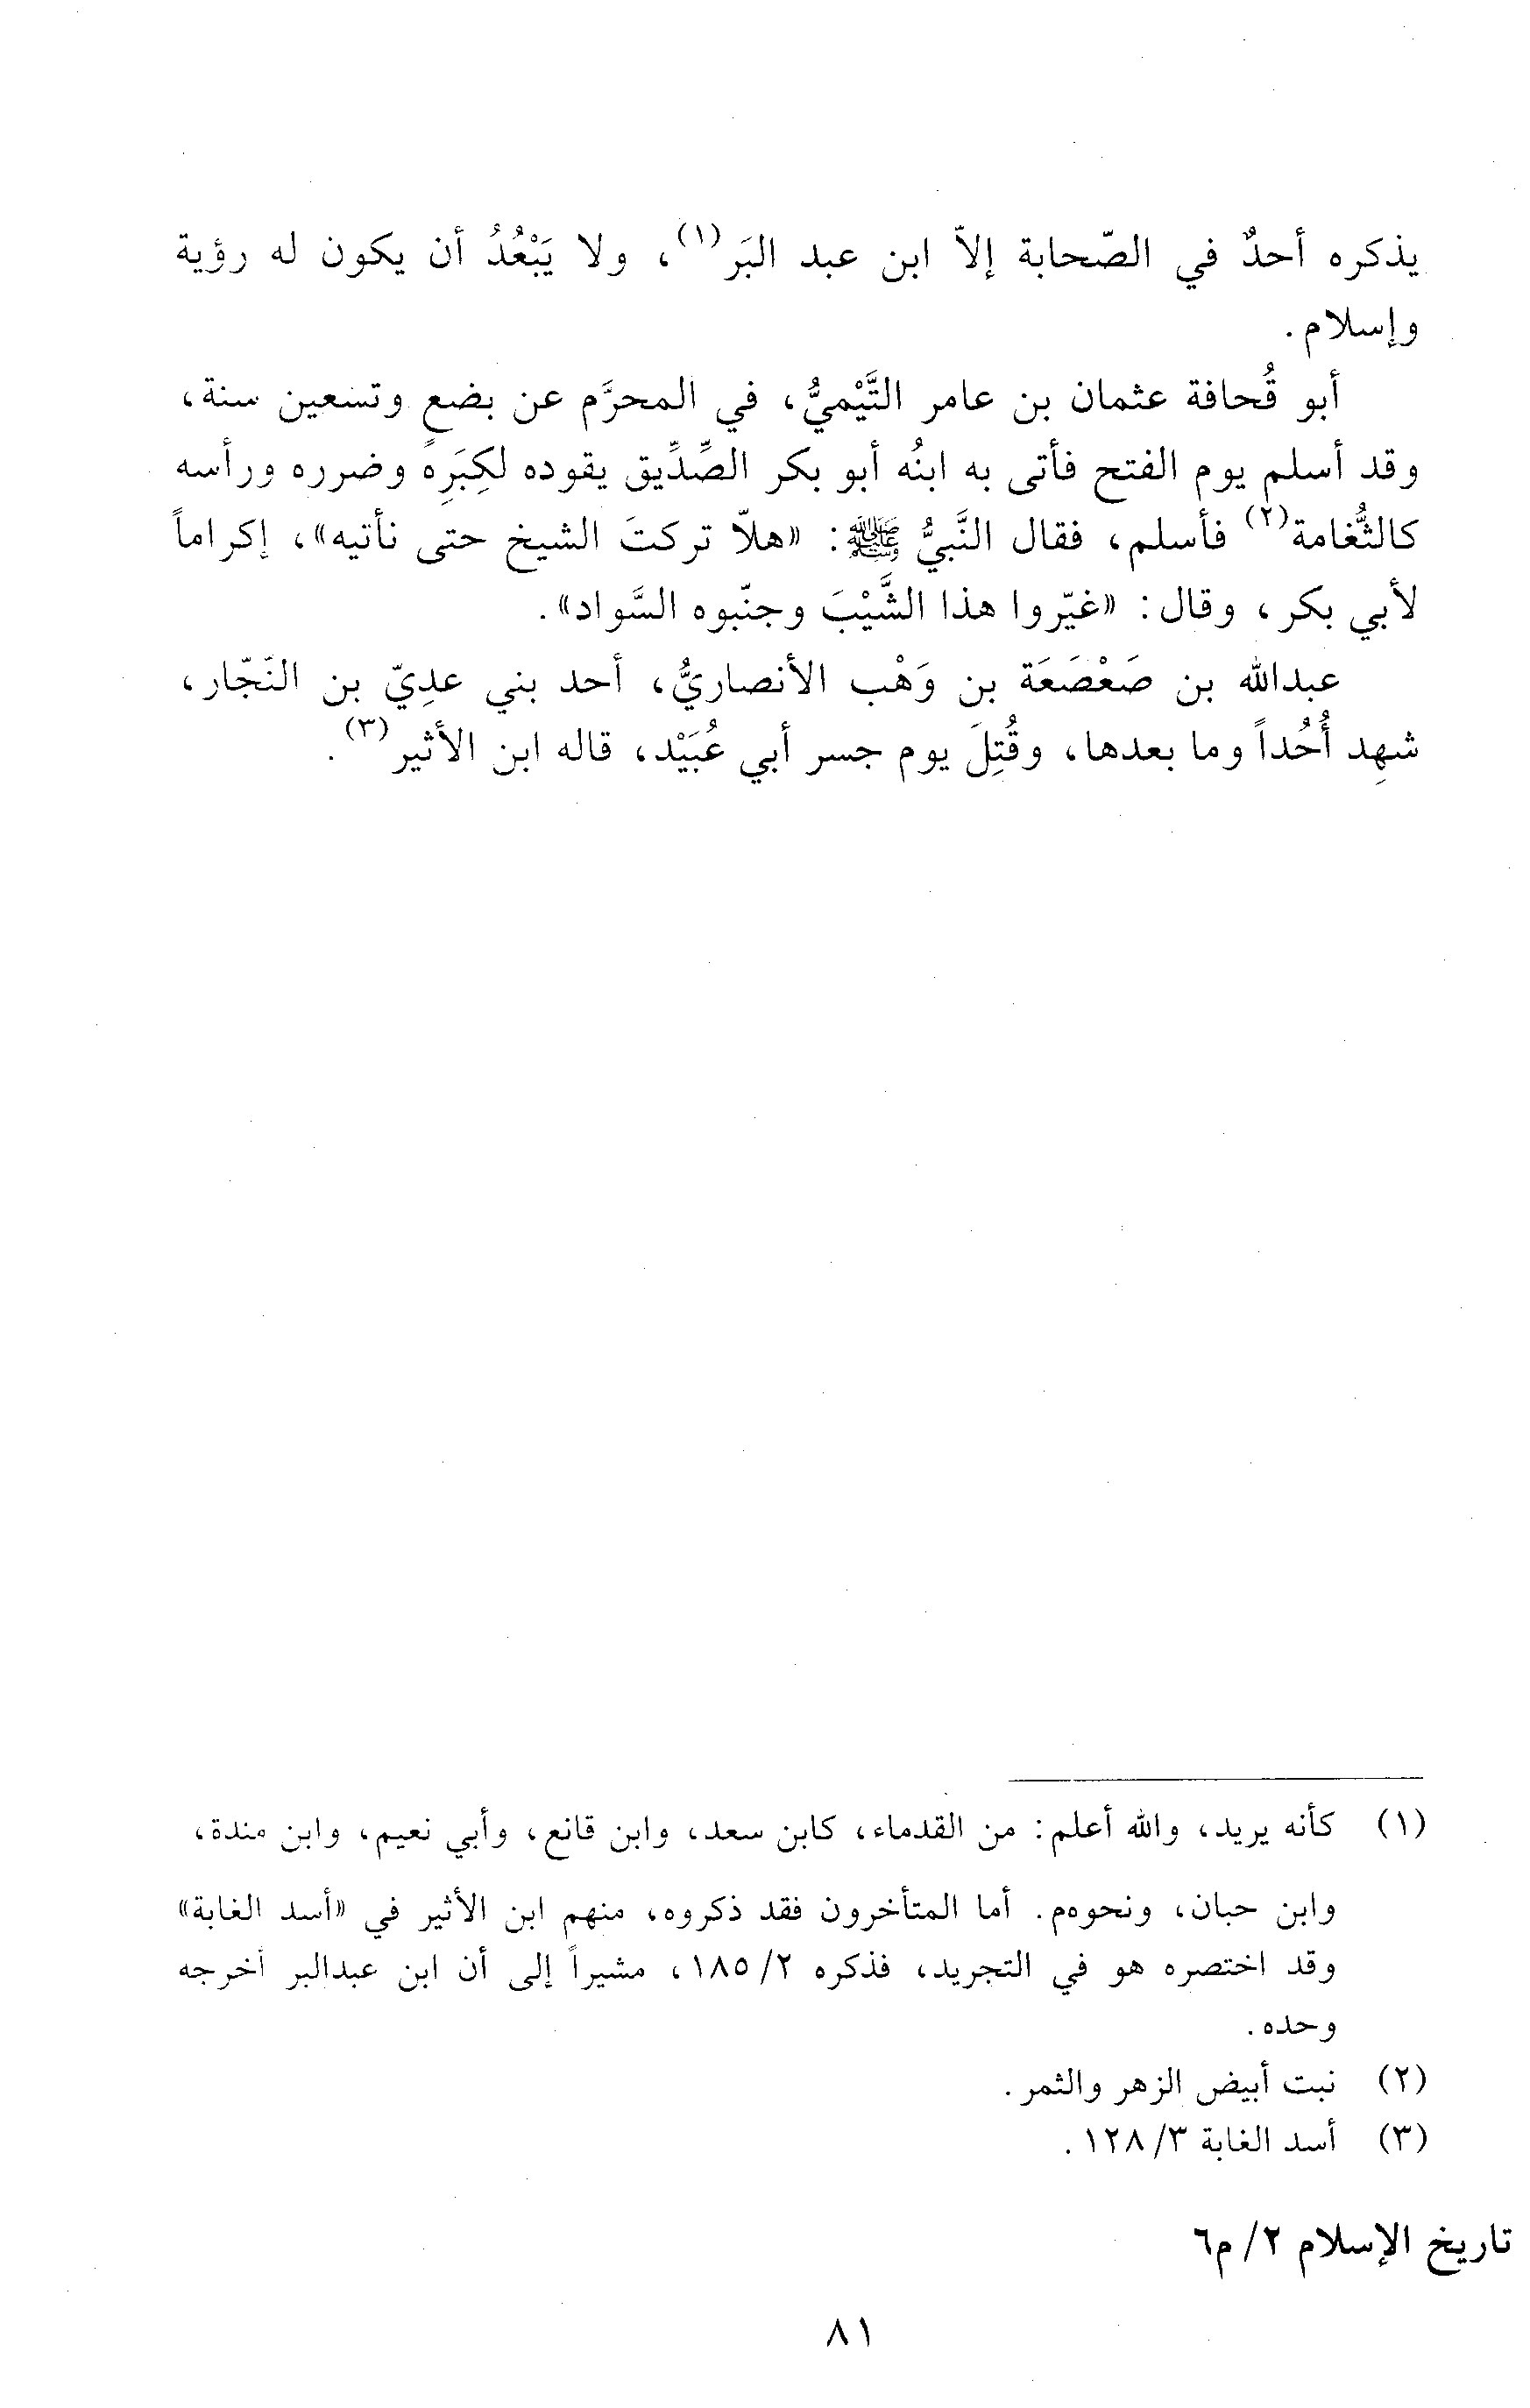 يذكره أحدٌ في الصّحابة إلاّ ابن عبد البَر(١)، ولا يَبْعُدُ أن يكون له رؤية
وإسلام.
أبو قُحافة عثمان بن عامر التَّيْميُّ، في المحرَّم عن بضعٍ وتسعين سنة،
وقد أسلم يوم الفتح فأتى به ابنُه أبو بكر الصِّدِّيق يقوده لكِبَرِه وضرره ورأسه
كالثُّغامة(٢) فأسلم، فقال النَّبيُّ ﷺ: «هلاّ تركتَ الشيخ حتى نأتيه»، إكراماً
لأبي بكر، وقال: «غيّروا هذا الشَّيْبَ وجنّبوه السَّواد».
عبدالله بن صَعْصَعَة بن وَهْب الأنصاريُّ، أحد بني عدِيّ بن النّجّار،
شهِد أُحُداً وما بعدها، وقُتِلَ يوم جسر أبي عُبَيْد، قاله ابن الأثير(٣).
(١) كأنه يريد، والله أعلم: من القدماء، كابن سعد، وابن قانع، وأبي نعيم، وابن مندة،
وابن حبان، ونحوهم. أما المتأخرون فقد ذكروه، منهم ابن الأثير في «أسد الغابة»
وقد اختصره هو في التجريد، فذكره ٢/ ١٨٥، مشيراً إلى أن ابن عبدالبر أخرجه
وحده.
(٢) نبت أبيض الزهر والثمر.
(٣) أسد الغابة ٣/ ١٢٨.
تاريخ الإسلام ٢/ م٦
٨١